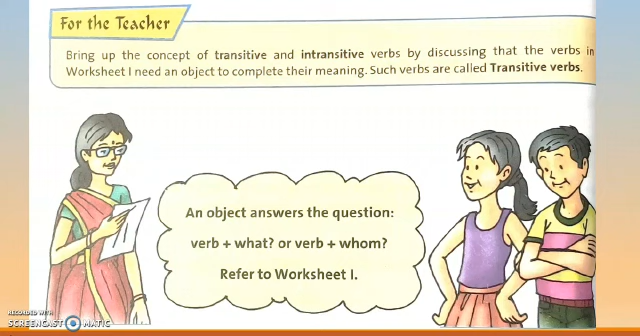 For the Teacher
Bring up the concept of transitive and intransitive verbs by discussing that the verbs in
Worksheet I need an object to complete their meaning. Such verbs are called Transitive verbs.
An object answers the question:
verb + what? or verb + whom?
Refer to Worksheet I.
RECORDED WITH
SCREENCAST MATIC